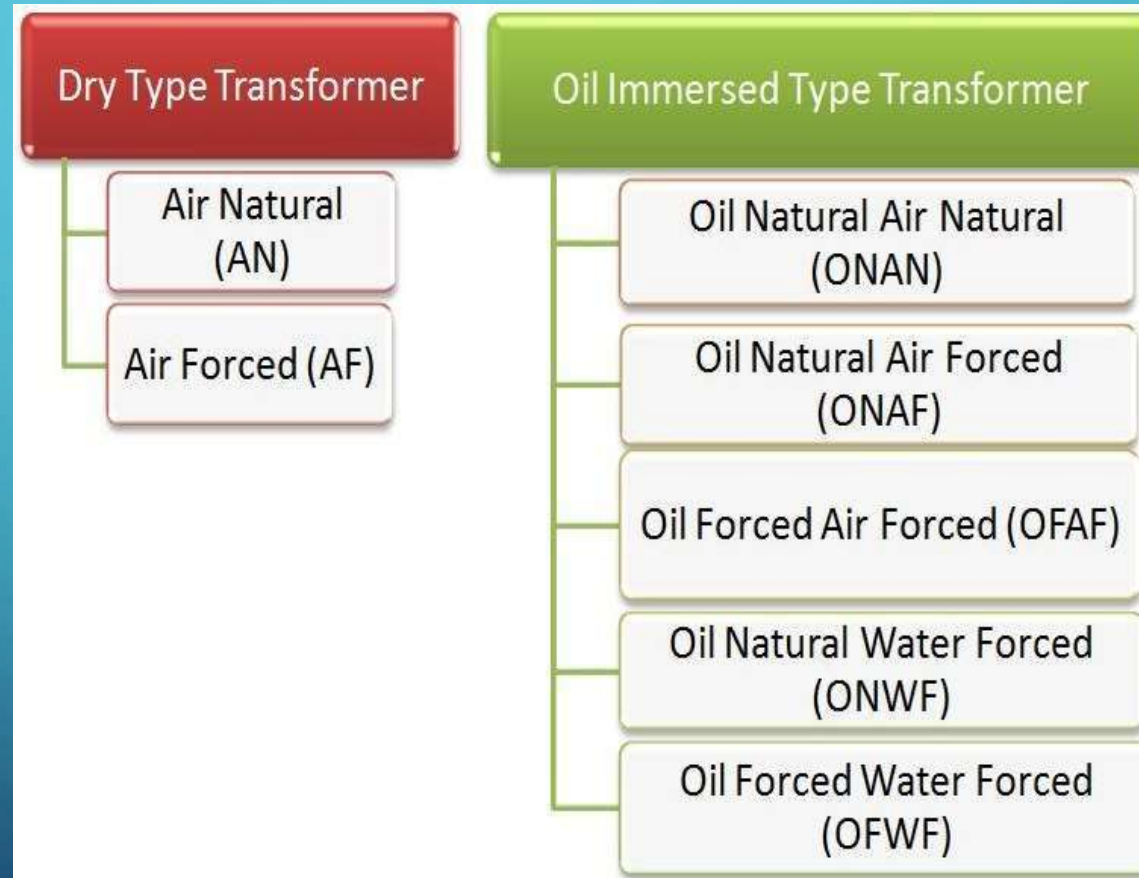 Dry Type Transformer
Air Natural
(AN)
Air Forced (AF)
Oil Immersed Type Transformer
Oil Natural Air Natural
(ONAN)
Oil Natural Air Forced
(ONAF)
Oil Forced Air Forced (OFAF)
Oil Natural Water Forced
(ONWF)
Oil Forced Water Forced
(OFWF)